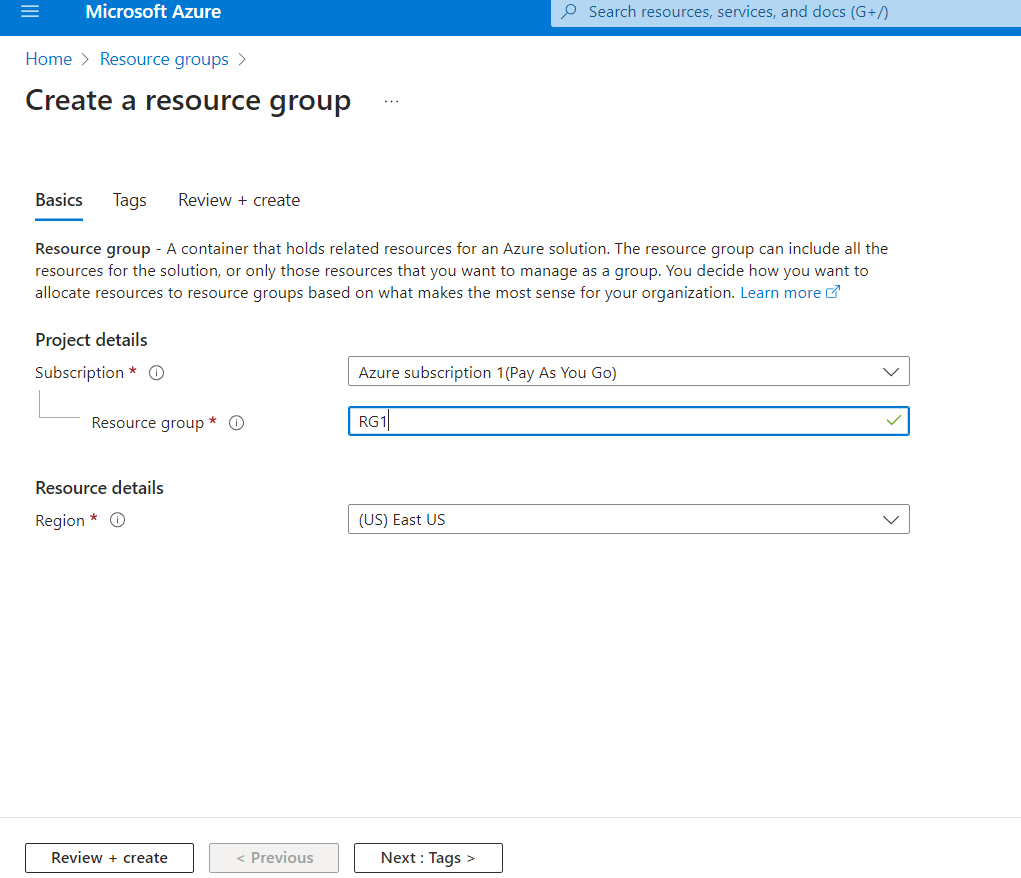 Microsoft Azure
Search resources, services, and docs (G+/)
Home > Resource groups >
Create a resource group ...
Basics Tags Review + create
Resource group - A container that holds related resources for an Azure solution. The resource group can include all the
resources for the solution, or only those resources that you want to manage as a group. You decide how you want to
allocate resources to resource groups based on what makes the most sense for your organization. Learn more
Project details
Subscription * Azure subscription 1(Pay As You Go)
Resource group * RG1
Resource details
Region * (US) East US
Review + create < Previous Next : Tags >